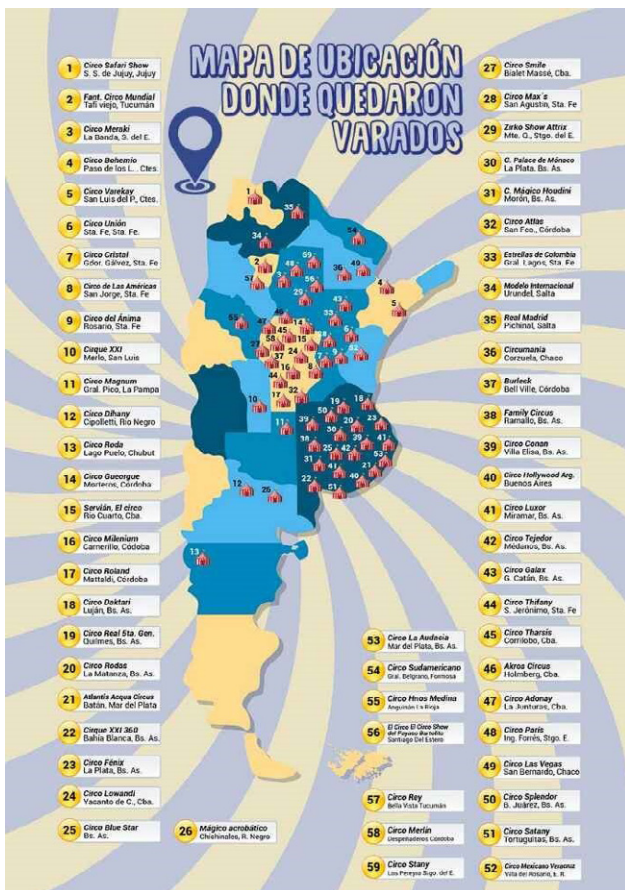 MAPA DE UBICACIÓN
DONDE QUEDARON
VARADOS
1 Circo Safari Show
S. S. de Jujuy, Jujuy
2 Fant. Circo Mundial
Tafi viejo, Tucumán
3 Circo Meraki
La Banda, S. del E.
4 Circo Bohemio
Paso de los L., Ctes.
5 Circo Varekay
San Luis del P., Ctes.
6 Circo Unión
Sta. Fe, Sta. Fe.
7 Circo Cristal
Gdor. Gálvez, Sta. Fe
8 Circo de Las Américas
San Jorge, Sta. Fe
9 Circo del Ánima
Rosario, Sta. Fe
10 Cirque XXI
Merlo, San Luis
11 Circo Magnum
Gral. Pico, La Pampa
12 Circo Dihany
Cipolletti, Río Negro
13 Circo Roda
Lago Puelo, Chubut
14 Circo Gueorgue
Morteros, Córdoba
15 Servián, El circo
Río Cuarto, Cba.
16 Circo Milenium
Carnerillo, Códoba
17 Circo Roland
Mattaldi, Córdoba
18 Circo Daktari
Luján, Bs. As.
19 Circo Real 5ta. Gen.
Quilmes, Bs. As.
20 Circo Rodas
La Matanza, Bs. As.
21 Atlantis Acqua Circus
Batán, Mar del Plata
22 Cirque XXI 360
Bahía Blanca, Bs. As.
23 Circo Fénix
La Plata, Bs. As.
24 Circo Lowandi
Yacanto de C., Cba.
25 Circo Blue Star
Bs. As.
26 Mágico acrobático
Chichinales, R. Negro
27 Circo Smile
Bialet Massé, Cba.
28 Circo Max´s
San Agustin, Sta. Fe
29 Zirko Show Attrix
Mte. Q., Stgo. del E.
30 C. Palace de Mónaco
La Plata, Bs. As.
31 C. Mágico Houdini
Morón, Bs. As.
32 Circo Atlas
San Fco., Córdoba
33 Estrellas de Colombia
Gral. Lagos, Sta. Fe
34 Modelo Internacional
Urundel, Salta
35 Real Madrid
Pichinal, Salta
36 Circumania
Corzuela, Chaco
37 Burlack
Bell Ville, Córdoba
38 Family Circus
Ramallo, Bs. As.
39 Circo Conan
Villa Elisa, Bs. As.
40 Circo Hollywood Arg.
Buenos Aires
41 Circo Luxor
Miramar, Bs. As.
42 Circo Tejedor
Médanos, Bs. As.
43 Circo Galax
G. Catán, Bs. As.
44 Circo Thifany
S. Jerónimo, Sta. Fe
45 Circo Tharsis
Corrilobo, Cba.
46 Akros Circus
Holmberg, Cba.
47 Circo Adonay
La Junturas, Cba.
48 Circo París
Ing. Forrés, Stgo. E.
49 Circo Las Vegas
San Bernardo, Chaco
50 Circo Splendor
B. Juárez, Bs. As.
51 Circo Satany
Tortuguitas, Bs. As.
52 Circo Mexicano Veracruz
Villa del Rosario, E. R.
53 Circo La Audacia
Mar del Plata, Bs. As.
54 Circo Sudamericano
Gral. Belgrano, Formosa
55 Circo Hnos Medina
La Rioja
56 El Circo El Circo Show
del Payaso
Santiago Del Estero
57 Circo Rey
Bella Vista Tucumán
58 Circo Merlín
Despeñaderos Córdoba
59 Circo Stany
Los Pereyra Stgo. del E.